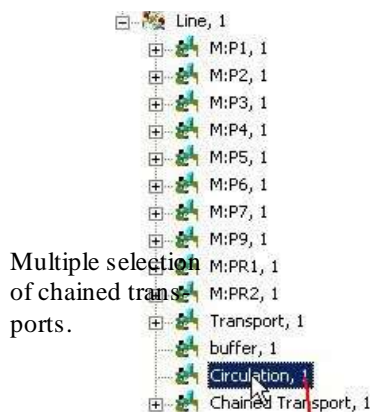 Line, 1
M:P1, 1
M:P2, 1
M:P3, 1
M:P4, 1
M:P5, 1
M:P6, 1
M:P7, 1
M:P9, 1
M:PR1, 1
M:PR2, 1
Transport, 1
buffer, 1
Circulation, 1
Chained Transport, 1
Multiple selection
of chained trans-
ports.